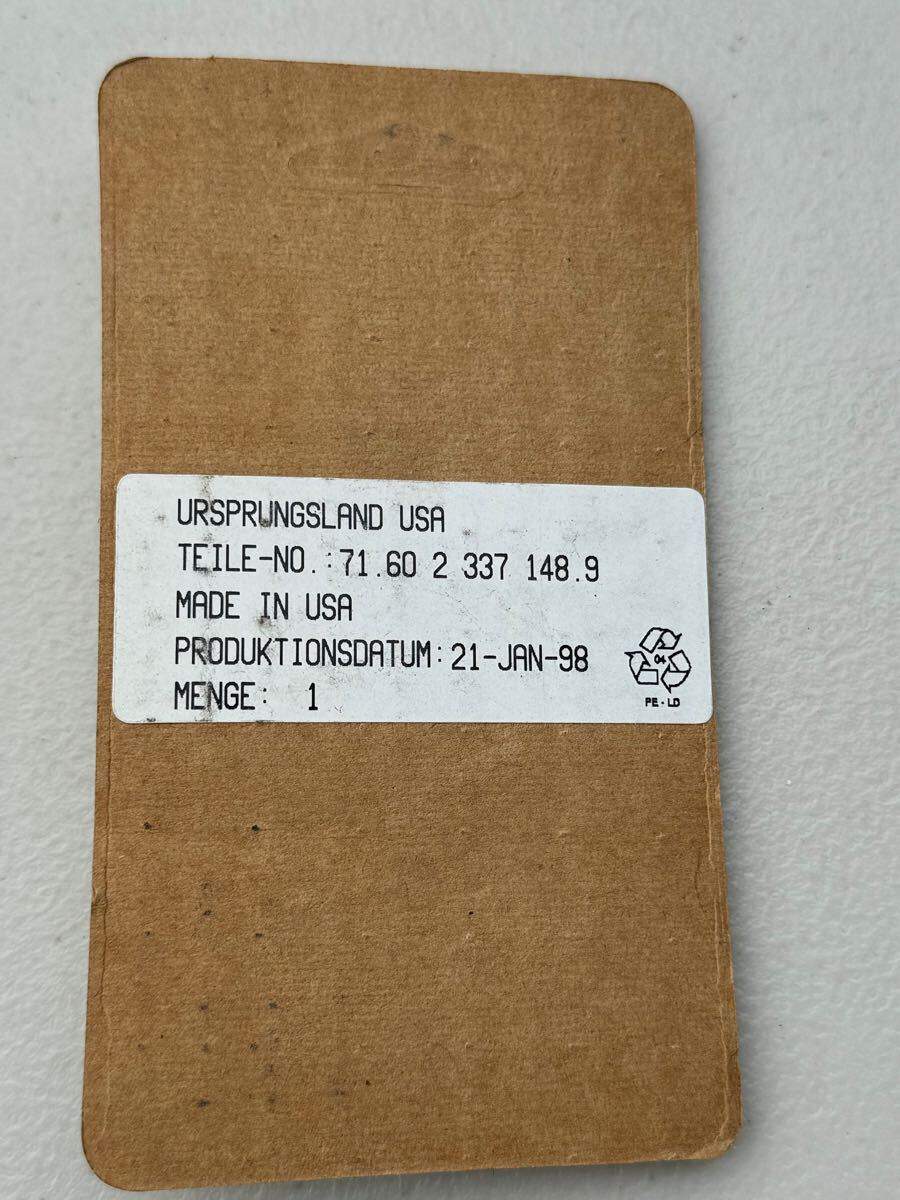 URSPRUNGSLAND USA
TEILE-NO.:71.60 2 337 148.9
MADE IN USA
PRODUKTIONSDATUM:21-JAN-98
MENGE: 1
04
PE-LD